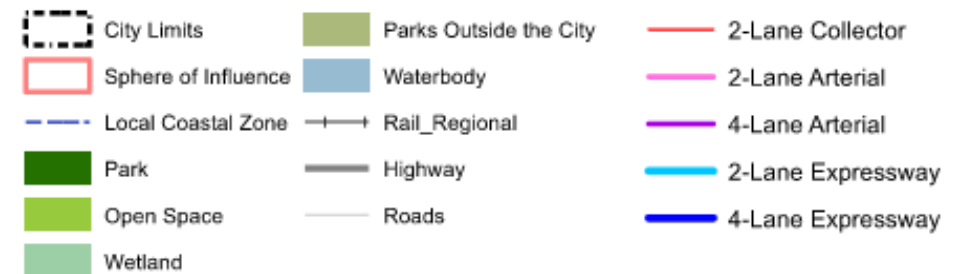 City Limits
Sphere of Influence
Local Coastal Zone
Park
Open Space
Wetland
Parks Outside the City
Waterbody
Rail_Regional
Highway
Roads
2-Lane Collector
2-Lane Arterial
4-Lane Arterial
2-Lane Expressway
4-Lane Expressway